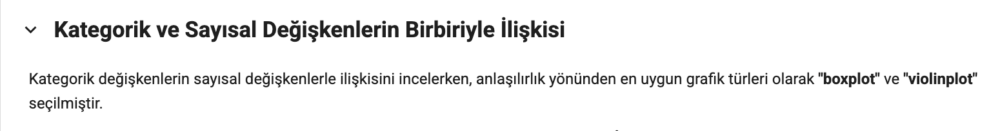 Kategorik ve Sayısal Değişkenlerin Birbiriyle İlişkisi
Kategorik değişkenlerin sayısal değişkenlerle ilişkisini incelerken, anlaşılırlık yönünden en uygun grafik türleri olarak "boxplot" ve "violinplot"
seçilmiştir.